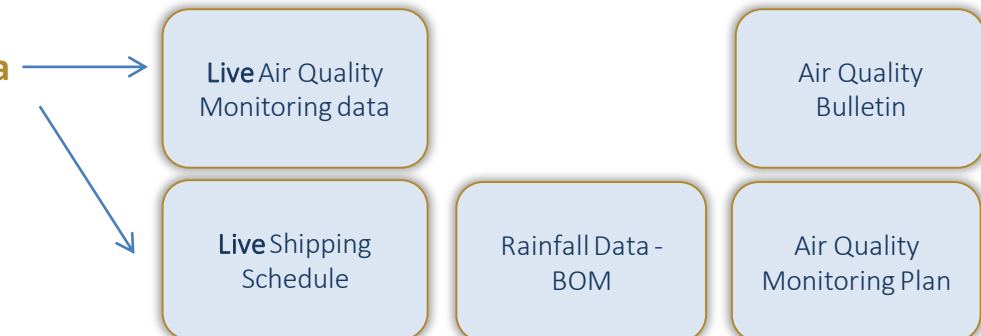 a
Live Air Quality
Monitoring data
Air Quality
Bulletin
Live Shipping
Schedule
Rainfall Data -
BOM
Air Quality
Monitoring Plan